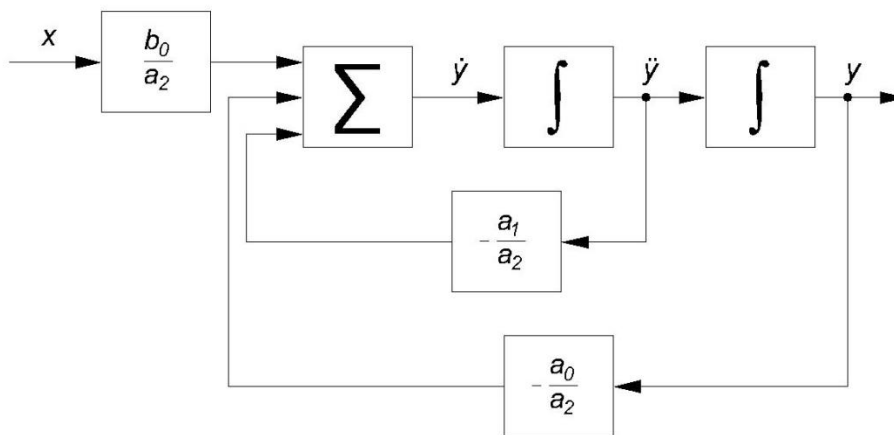 x
b₀
a₂
∑
ẏ
∫
ÿ
∫
y
- a₁
a₂
- a₀
a₂